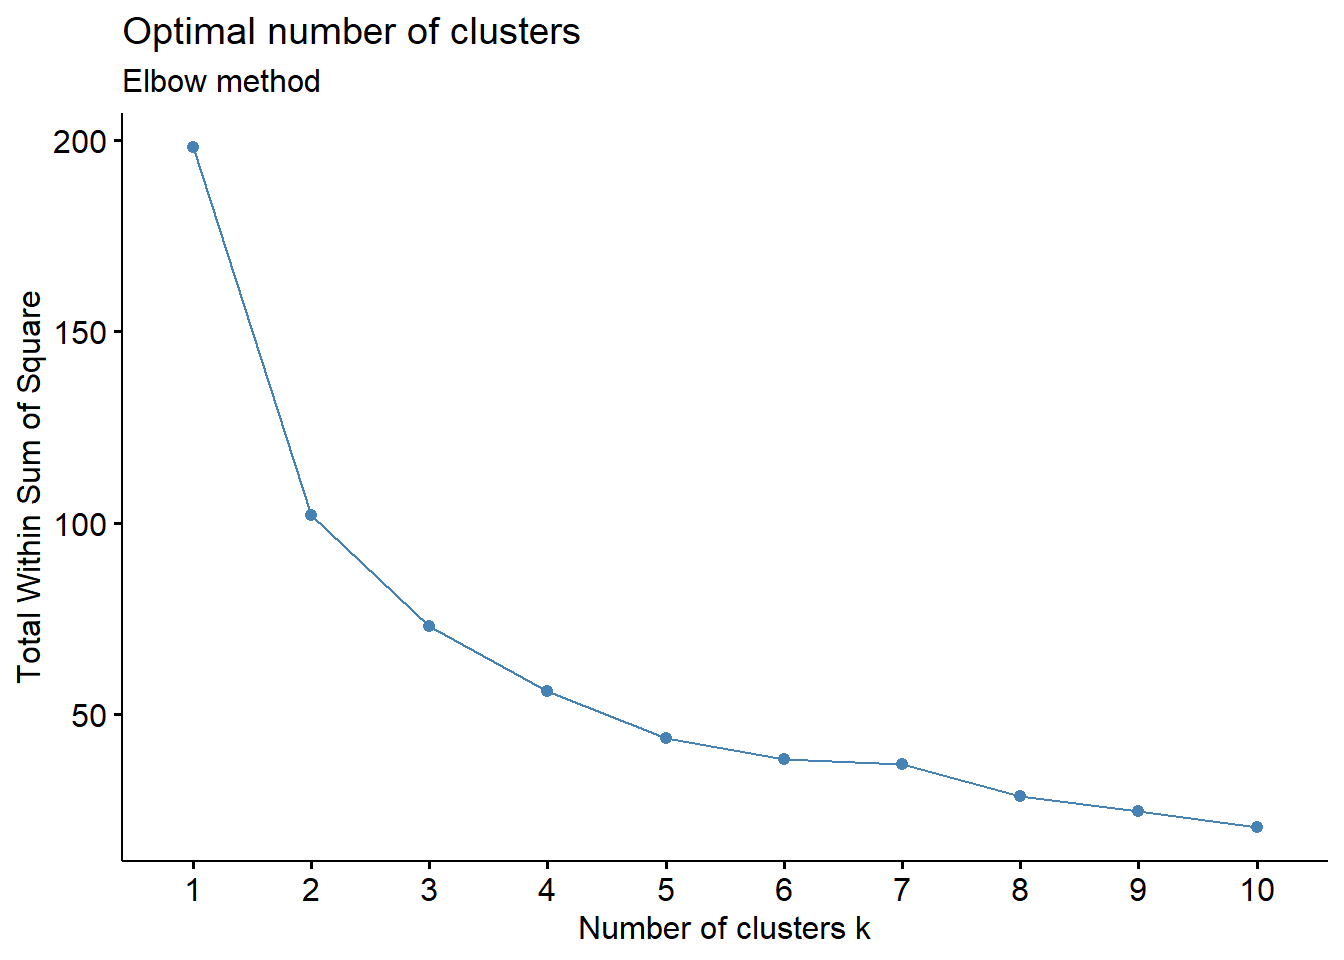 Optimal number of clusters
Elbow method
Total Within Sum of Square
200
150
100
50
1 2 3 4 5 6 7 8 9 10
Number of clusters k